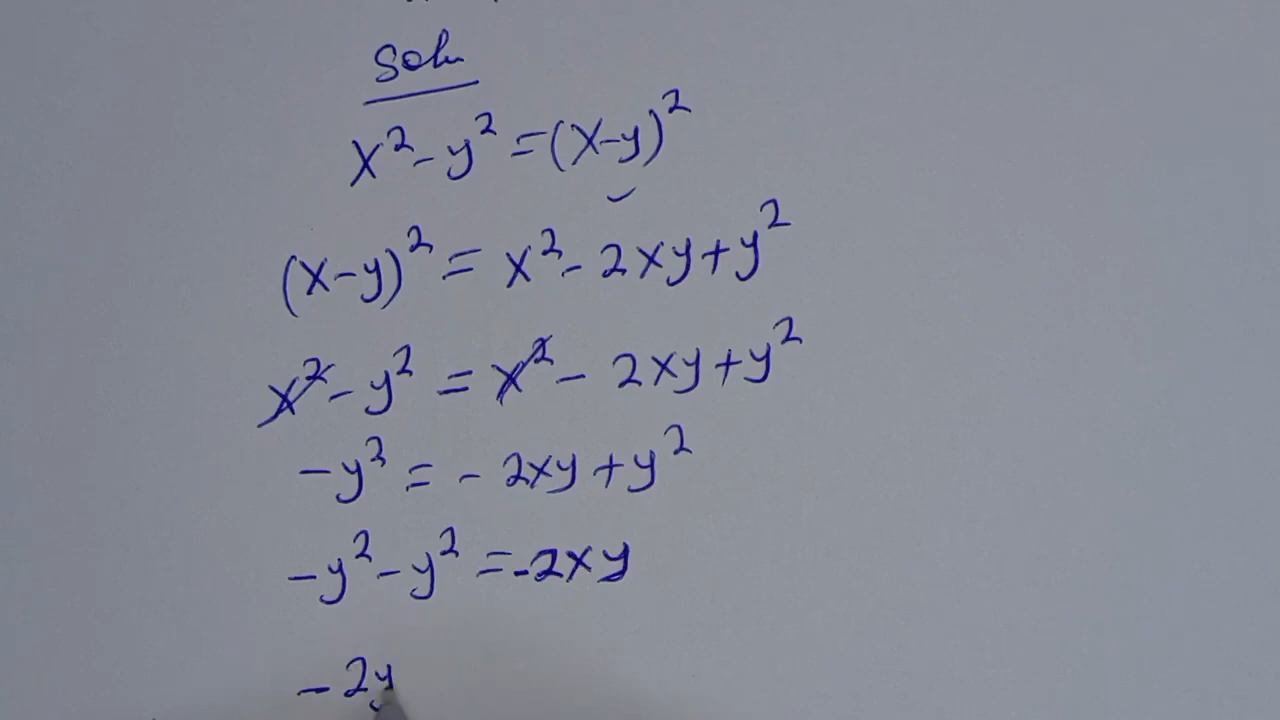 Soln
x² - y² = (x-y)²
(x-y)² = x² - 2xy + y²
x² - y² = x² - 2xy + y²
-y² = - 2xy + y²
-y² - y² = -2xy
- 2y